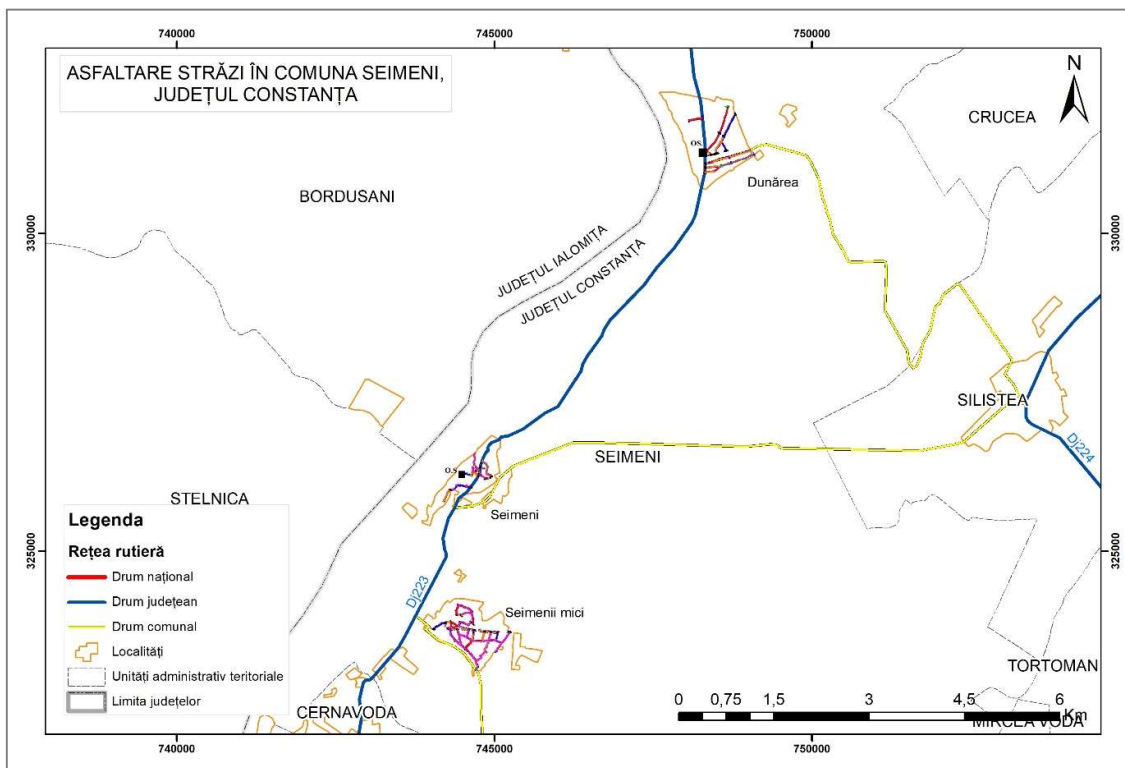 740000
745000
750000
ASFALTARE STRĂZI ÎN COMUNA SEIMENI,
JUDEȚUL CONSTANȚA
N
CRUCEA
OS
Dunărea
BORDUSANI
330000
330000
JUDEȚUL IALOMIȚA
JUDEȚUL CONSTANȚA
SILISTEA
Dj224
SEIMENI
O.S
STELNICA
Seimeni
Legenda
Rețea rutieră
Drum național
Drum județean
Drum comunal
Localități
Unități administrativ teritoriale
Limita județelor
325000
325000
Dj223
Seimenii mici
TORTOMAN
CERNAVODA
0 0,75 1,5 3 4,5 6
Km
MIRCEA VODA
740000
745000
750000